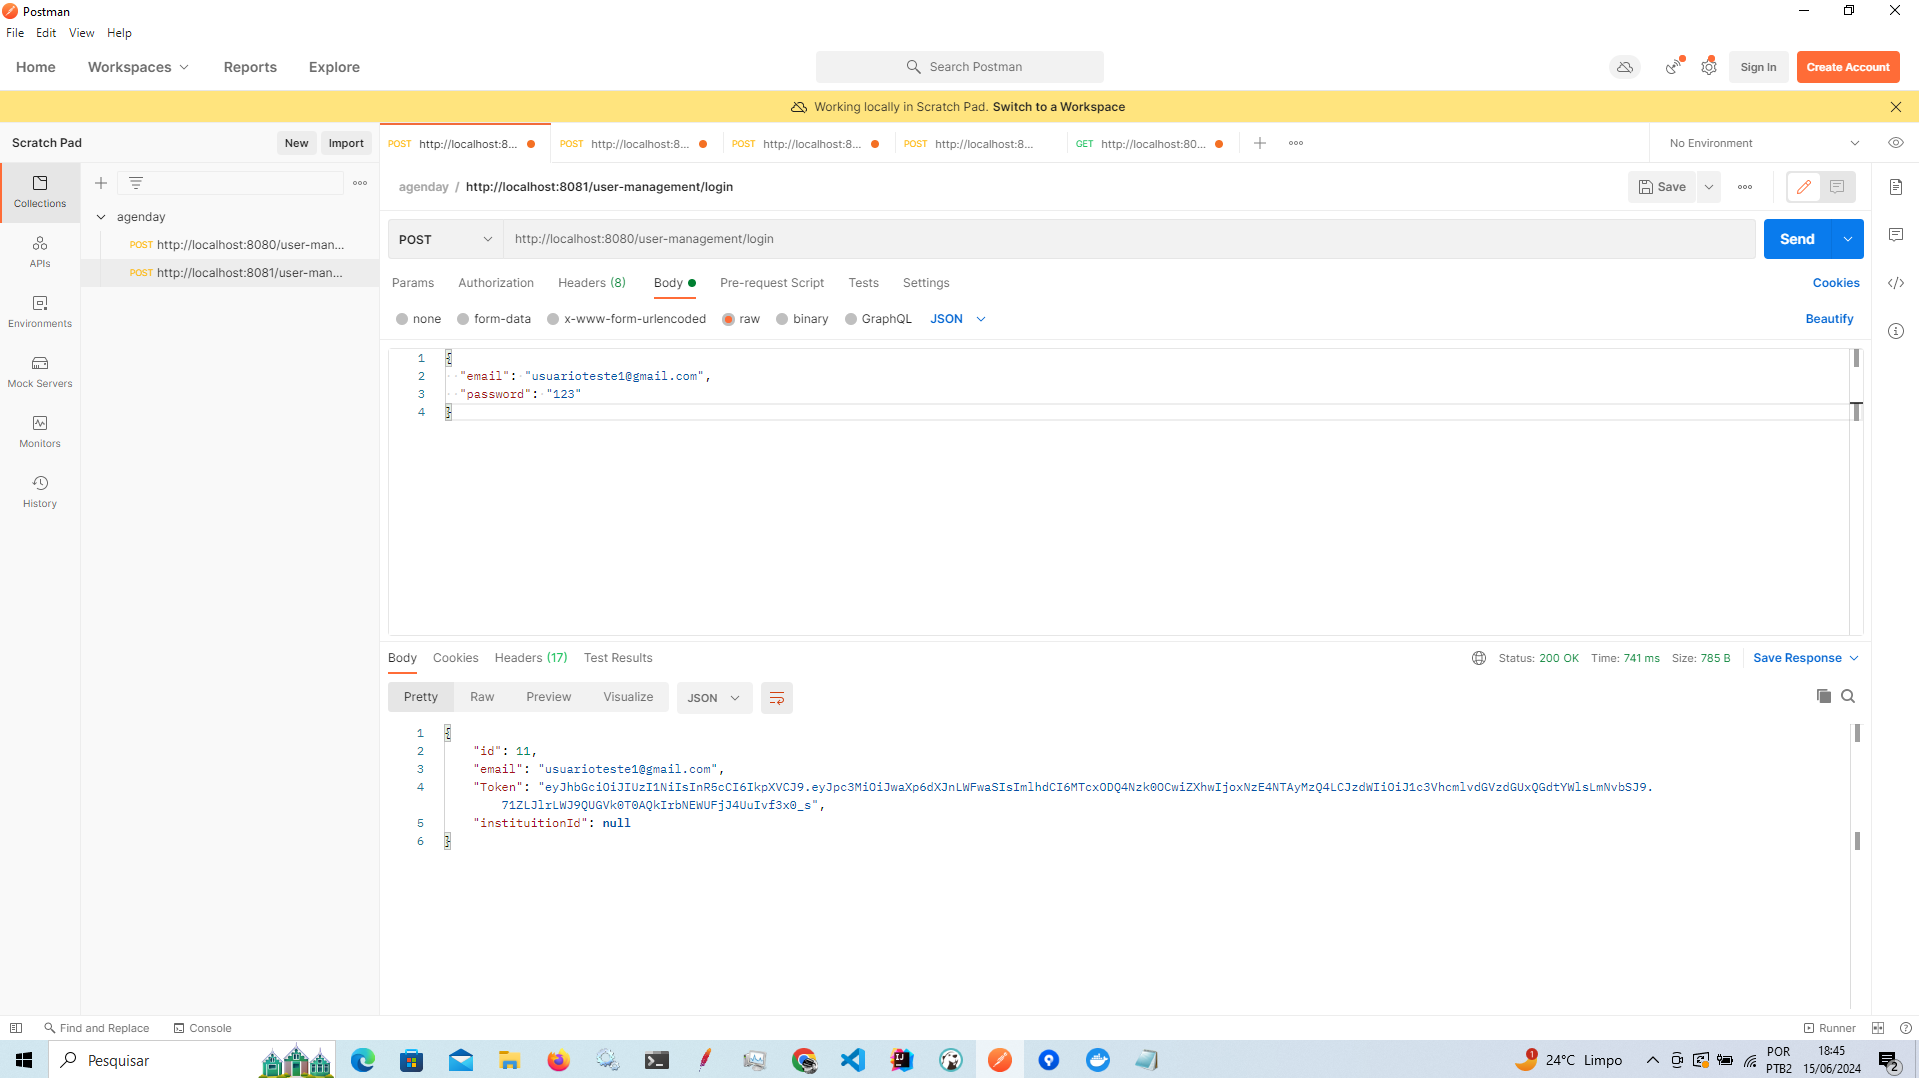 Postman
File Edit View Help
Home Workspaces Reports Explore Search Postman Sign In Create Account
Working locally in Scratch Pad. Switch to a Workspace
Scratch Pad New Import
POST http://localhost:8... POST http://localhost:8... POST http://localhost:8... POST http://localhost:8... GET http://localhost:80... No Environment
Collections
APIs
Environments
Mock Servers
Monitors
History
agenday
POST http://localhost:8080/user-man...
POST http://localhost:8081/user-man...
agenday / http://localhost:8081/user-management/login Save
POST http://localhost:8080/user-management/login Send
Params Authorization Headers (8) Body Pre-request Script Tests Settings Cookies
none form-data x-www-form-urlencoded raw binary GraphQL JSON Beautify
1 {
2 "email": "usuarioteste1@gmail.com",
3 "password": "123"
4 }
Body Cookies Headers (17) Test Results Status: 200 OK Time: 741 ms Size: 785 B Save Response
Pretty Raw Preview Visualize JSON
1 {
2 "id": 11,
3 "email": "usuarioteste1@gmail.com",
4 "Token": "eyJhbGciOiJIUzI1NiIsInR5cCI6IkpXVCJ9.eyJpc3MiOiJwaXp6dXJnLWFwaSIsImlhdCI6MTcxODQ4Nzk0OCwiZXhwIjoxNzE4NTAyMzQ4LCJzdWIiOiJ1c3VhcmlvdGVzdGUxQGdtYWlsLmNvbSJ9.
71ZLJlrLWJ9QUGVk0T0AQkIrbNEWUFjJ4UuIvf3x0_s",
5 "instituitionId": null
6 }
Find and Replace Console Runner
Pesquisar 1 24°C Limpo POR 18:45
PTB2 15/06/2024 2